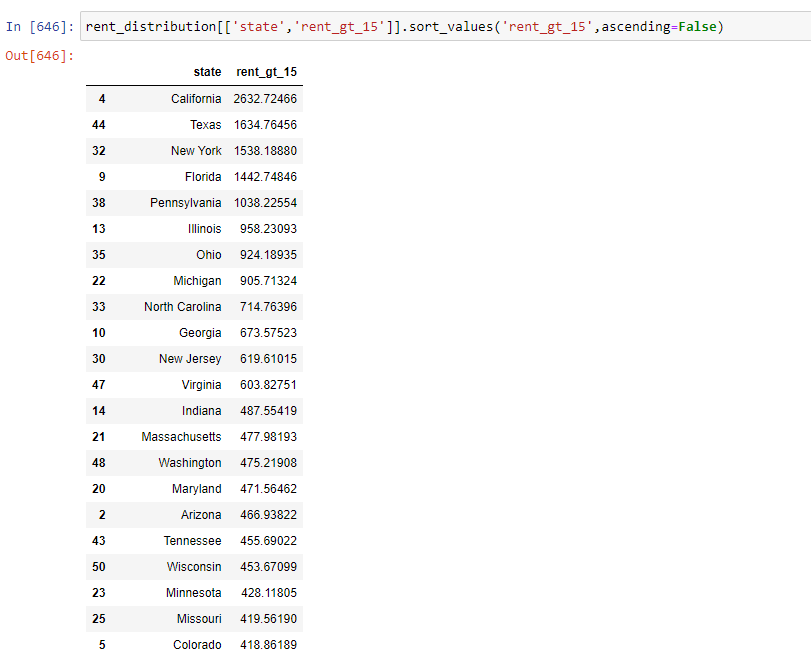 In [646]: rent_distribution[['state','rent_gt_15']].sort_values('rent_gt_15',ascending=False)
Out[646]:
state rent_gt_15
4 California 2632.72466
44 Texas 1634.76456
32 New York 1538.18880
9 Florida 1442.74846
38 Pennsylvania 1038.22554
13 Illinois 958.23093
35 Ohio 924.18935
22 Michigan 905.71324
33 North Carolina 714.76396
10 Georgia 673.57523
30 New Jersey 619.61015
47 Virginia 603.82751
14 Indiana 487.55419
21 Massachusetts 477.98193
48 Washington 475.21908
20 Maryland 471.56462
2 Arizona 466.93822
43 Tennessee 455.69022
50 Wisconsin 453.67099
23 Minnesota 428.11805
25 Missouri 419.56190
5 Colorado 418.86189